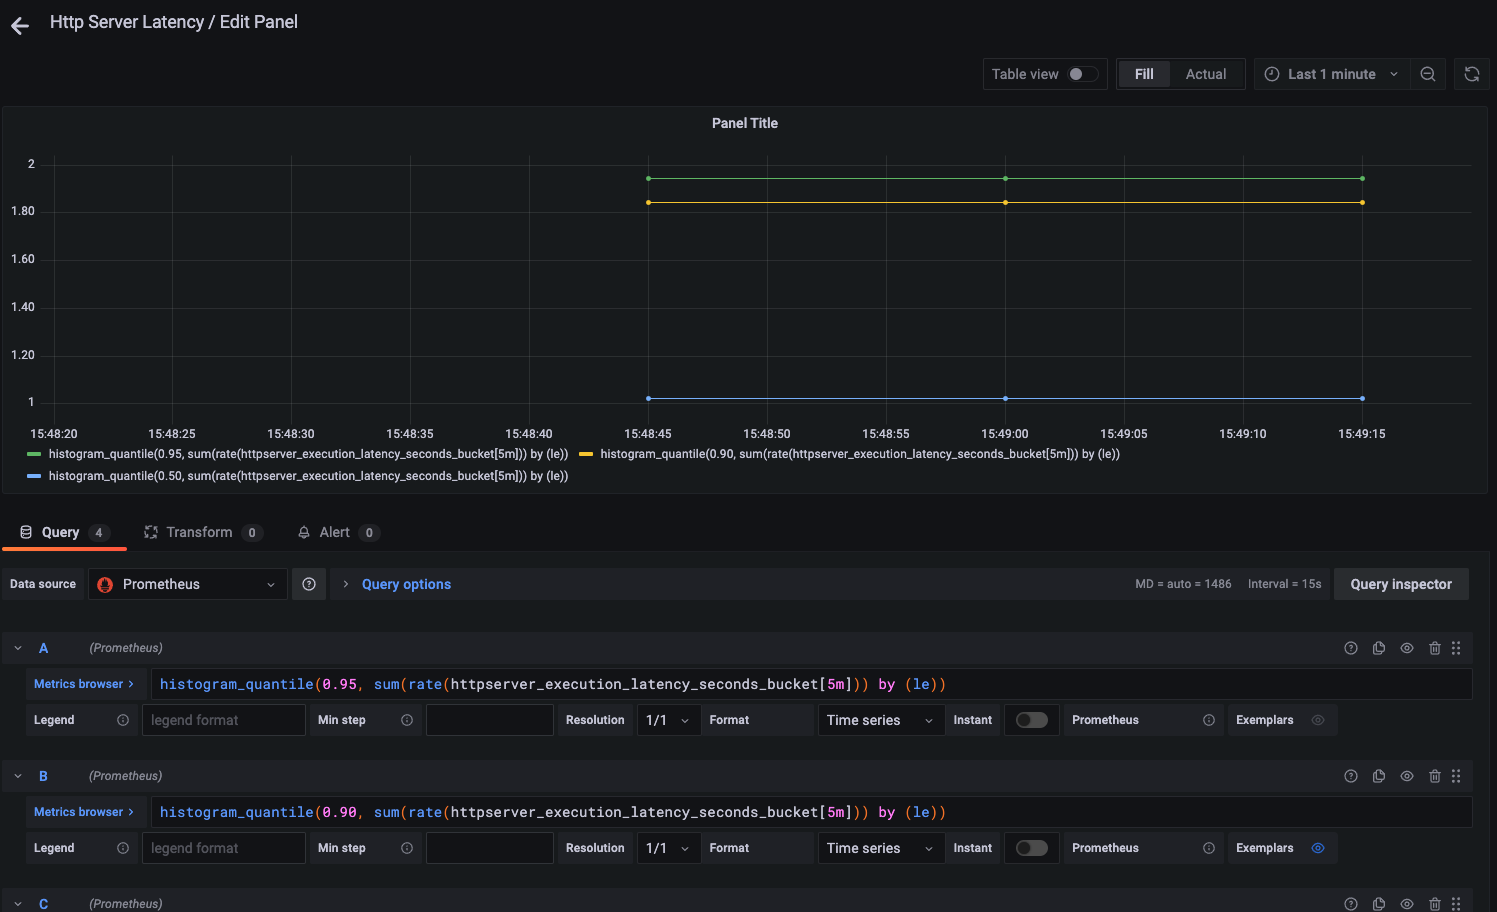 Http Server Latency / Edit Panel
Table view Fill Actual Last 1 minute
Panel Title
2
1.80
1.60
1.40
1.20
1
15:48:20 15:48:25 15:48:30 15:48:35 15:48:40 15:48:45 15:48:50 15:48:55 15:49:00 15:49:05 15:49:10 15:49:15
histogram_quantile(0.95, sum(rate(httpserver_execution_latency_seconds_bucket[5m])) by (le)) histogram_quantile(0.90, sum(rate(httpserver_execution_latency_seconds_bucket[5m])) by (le))
histogram_quantile(0.50, sum(rate(httpserver_execution_latency_seconds_bucket[5m])) by (le))
Query 4 Transform 0 Alert 0
Data source Prometheus > Query options MD = auto = 1486 Interval = 15s Query inspector
A (Prometheus)
Metrics browser > histogram_quantile(0.95, sum(rate(httpserver_execution_latency_seconds_bucket[5m])) by (le))
Legend legend format Min step Resolution 1/1 Format Time series Instant Prometheus Exemplars
B (Prometheus)
Metrics browser > histogram_quantile(0.90, sum(rate(httpserver_execution_latency_seconds_bucket[5m])) by (le))
Legend legend format Min step Resolution 1/1 Format Time series Instant Prometheus Exemplars
C (Prometheus)